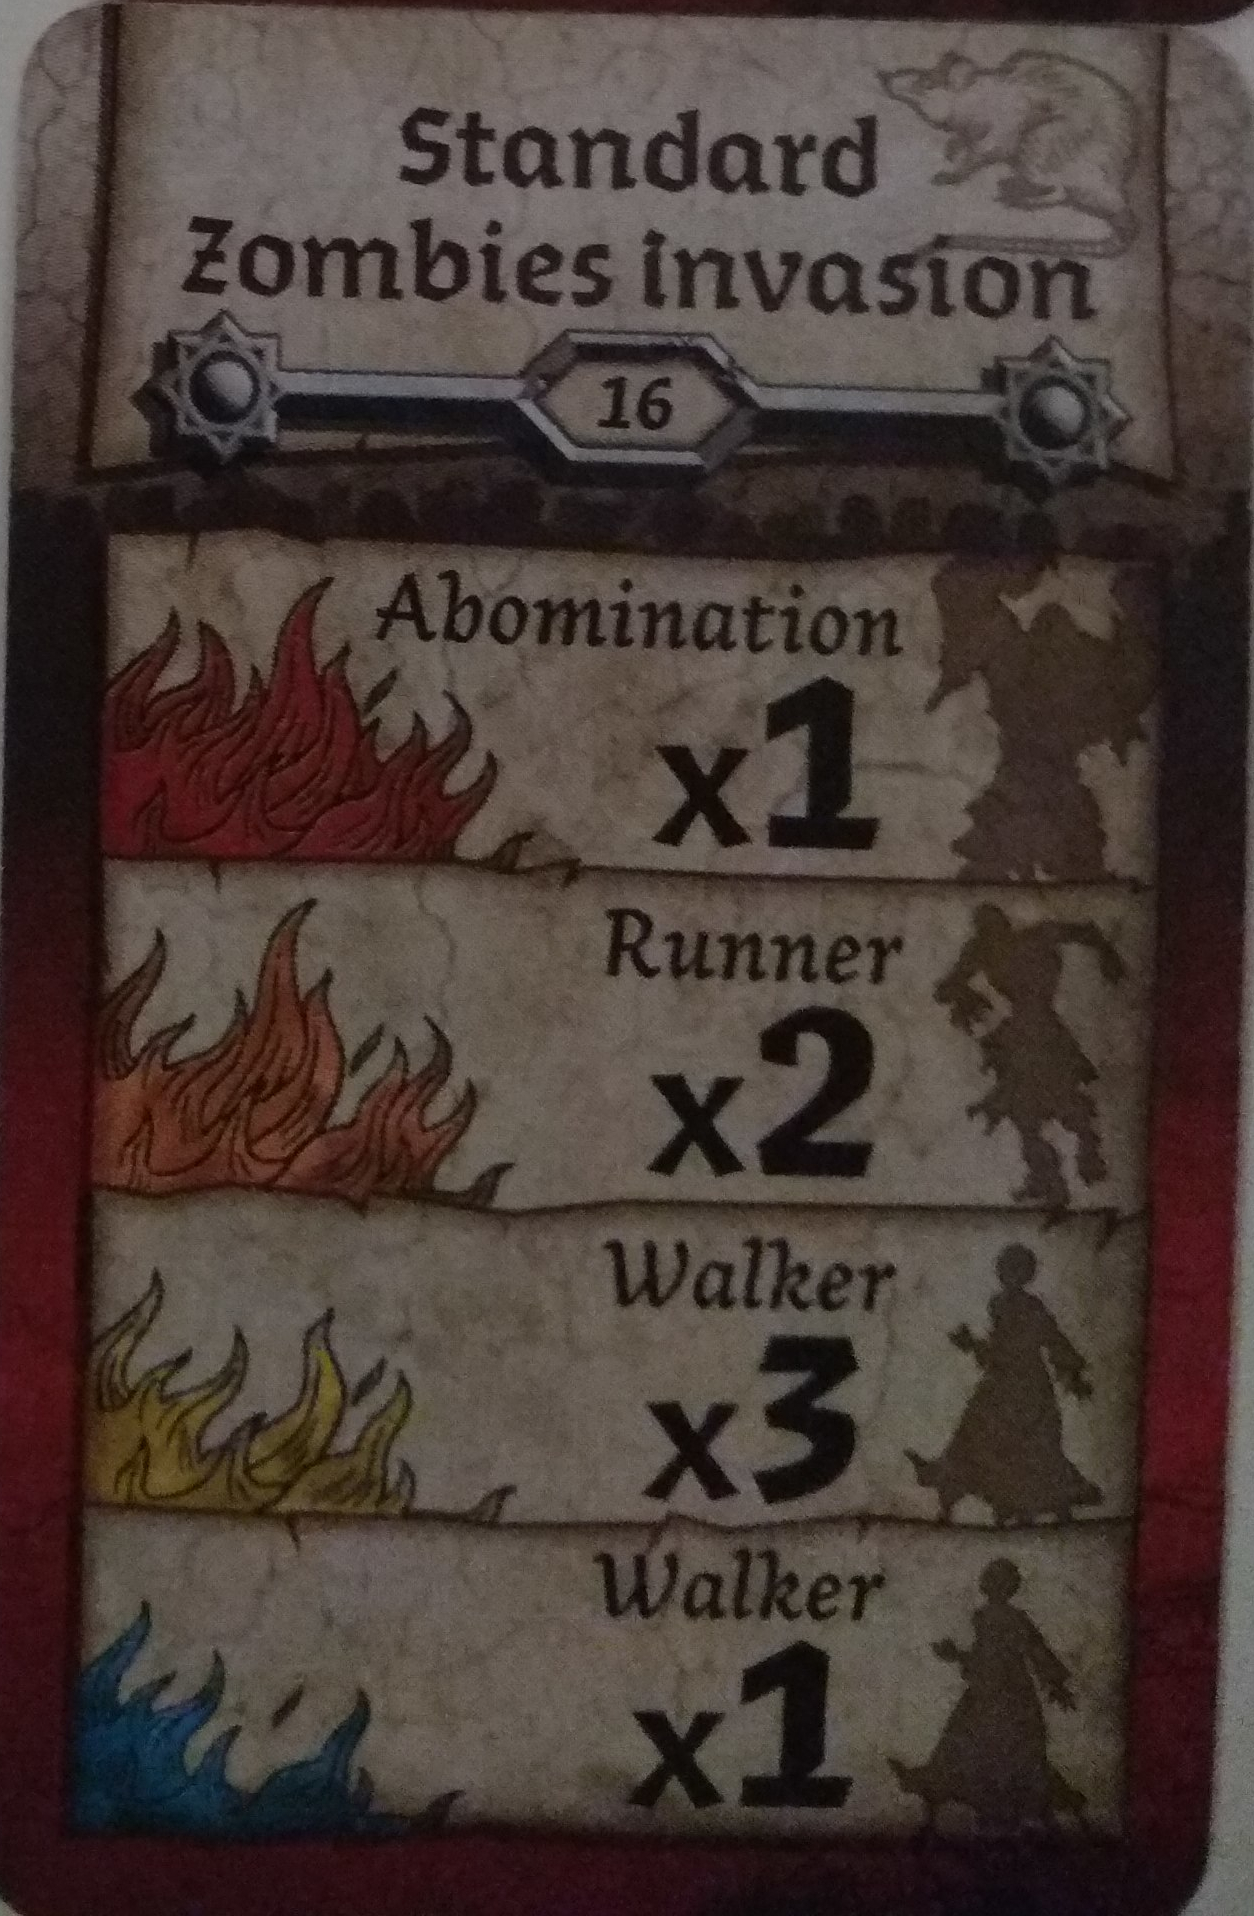 Standard
Zombies invasion
16
Abomination
x1
Runner
x2
Walker
x3
Walker
x1